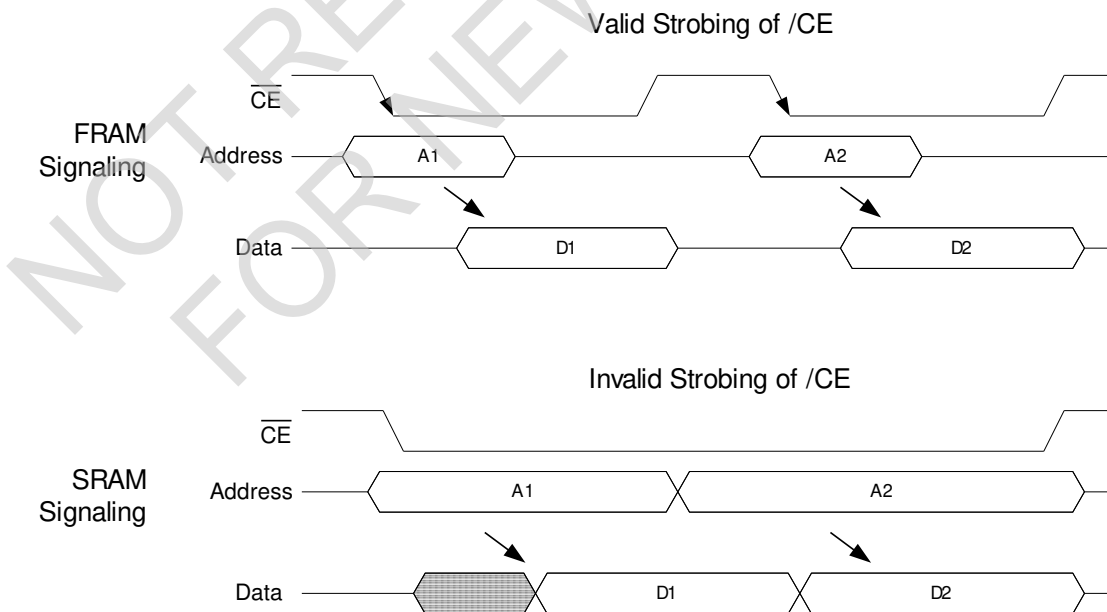 Valid Strobing of /CE
CE
FRAM
Signaling
Address
A1
A2
Data
D1
D2
Invalid Strobing of /CE
CE
SRAM
Signaling
Address
A1
A2
Data
D1
D2
NOT RE
FOR NEW